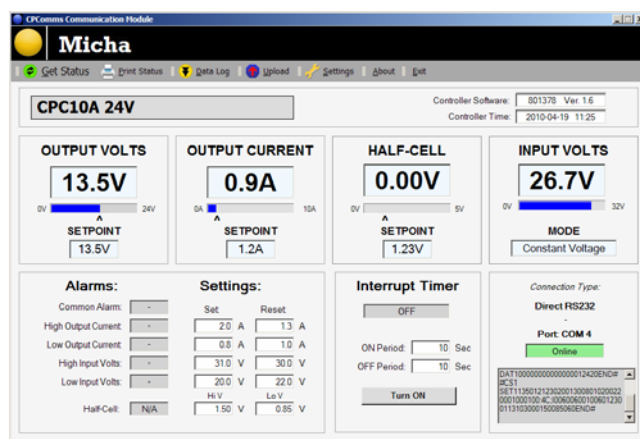 CPComms Communication Module
Micha
Get Status Print Status Data Log Upload Settings About Exit
CPC10A 24V
Controller Software: 801378 Ver. 1.6
Controller Time: 2010-04-19 11:25
OUTPUT VOLTS
13.5V
0V 24V
SETPOINT
13.5V
OUTPUT CURRENT
0.9A
0A 10A
SETPOINT
1.2A
HALF-CELL
0.00V
0V 5V
SETPOINT
1.23V
INPUT VOLTS
26.7V
0V 32V
MODE
Constant Voltage
Alarms:
Common Alarm: -
High Output Current: -
Low Output Current: -
High Input Volts: -
Low Input Volts: -
Half-Cell: N/A
Settings:
Set Reset
2.0 A 1.3 A
0.8 A 1.0 A
31.0 V 30.0 V
20.0 V 22.0 V
Hi V Lo V
1.50 V 0.85 V
Interrupt Timer
OFF
ON Period: 10 Sec
OFF Period: 10 Sec
Turn ON
Connection Type:
Direct RS232
-
Port: COM 4
Online